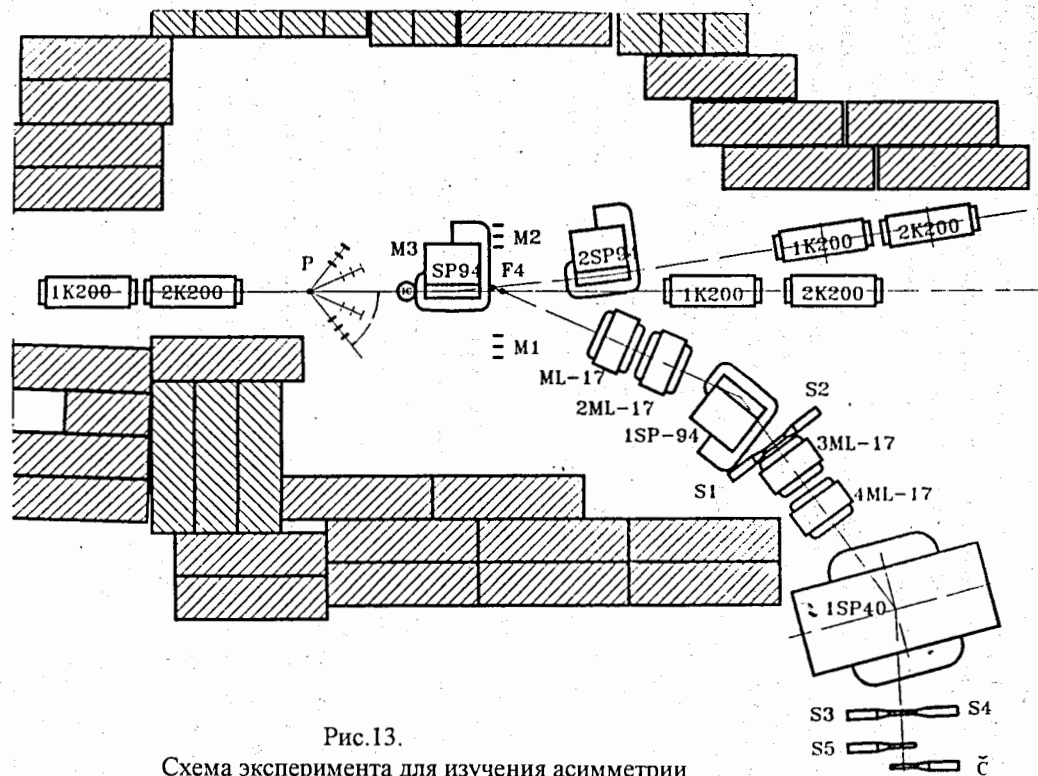 M3
M2
P
SP94
F4
2SP9
1K200
2K200
1K200
2K200
1K200
2K200
M1
ML-17
2ML-17
1SP-94
S2
3ML-17
S1
4ML-17
1SP40
S3
S4
S5
Č
Рис.13.
Схема эксперимента для изучения асимметрии